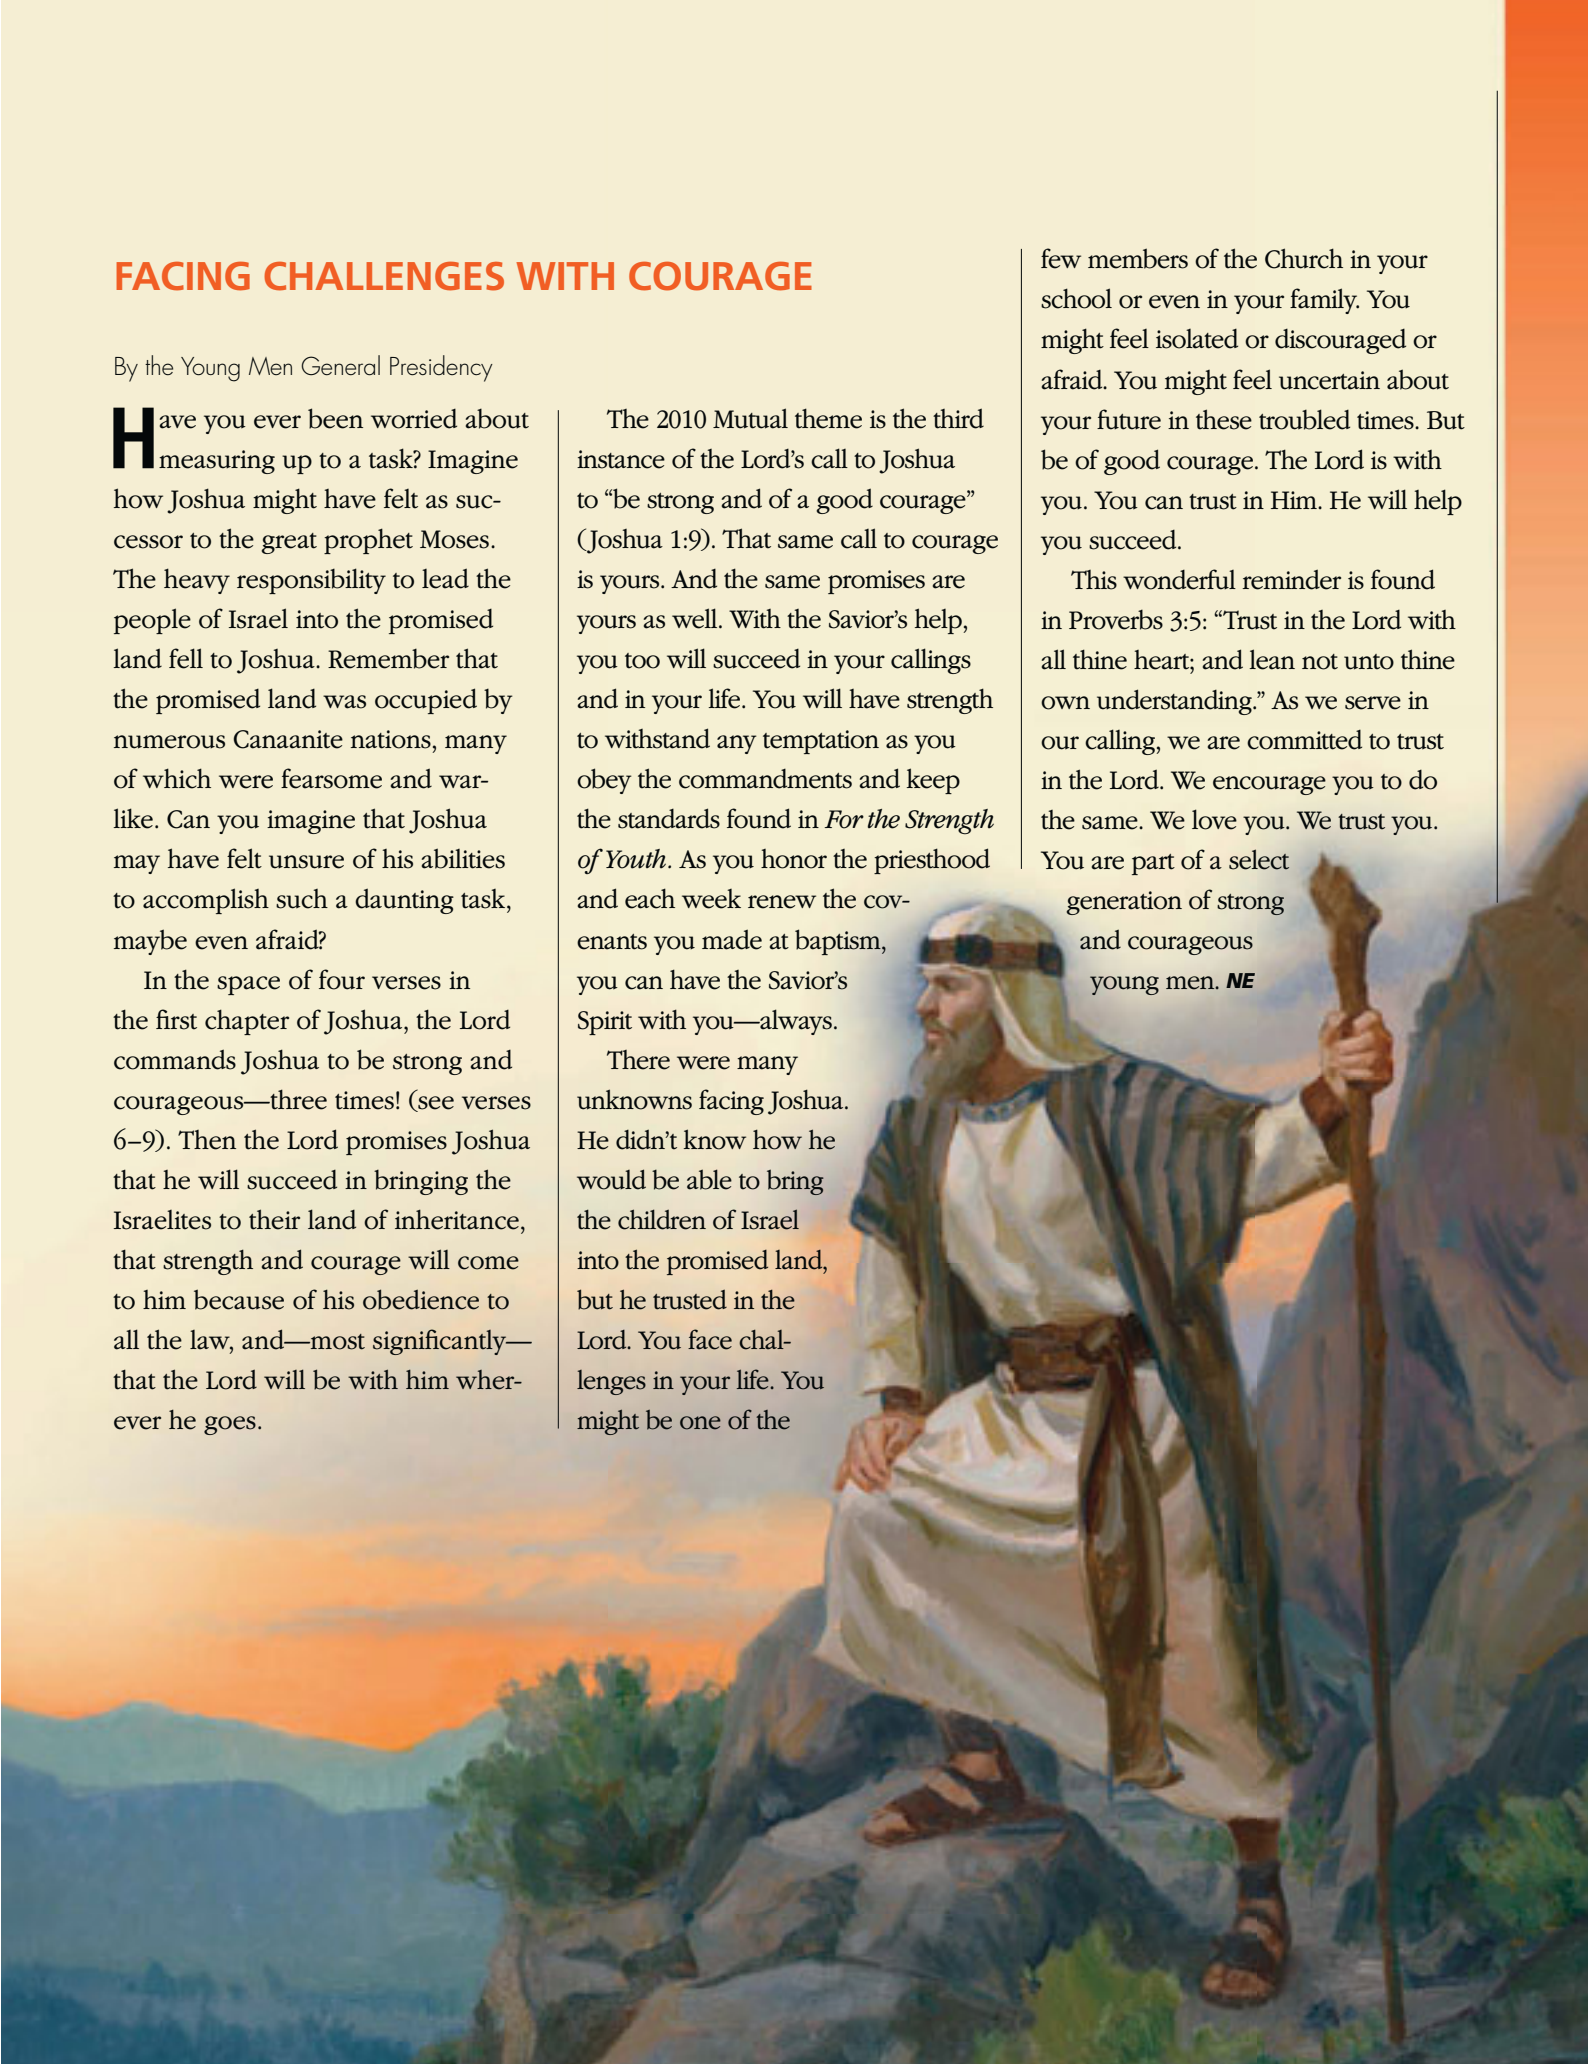 FACING CHALLENGES WITH COURAGE
By the Young Men General Presidency
Have you ever been worried about
measuring up to a task? Imagine
how Joshua might have felt as suc-
cessor to the great prophet Moses.
The heavy responsibility to lead the
people of Israel into the promised
land fell to Joshua. Remember that
the promised land was occupied by
numerous Canaanite nations, many
of which were fearsome and war-
like. Can you imagine that Joshua
may have felt unsure of his abilities
to accomplish such a daunting task,
maybe even afraid?
In the space of four verses in
the first chapter of Joshua, the Lord
commands Joshua to be strong and
courageous—three times! (see verses
6–9). Then the Lord promises Joshua
that he will succeed in bringing the
Israelites to their land of inheritance,
that strength and courage will come
to him because of his obedience to
all the law, and—most significantly—
that the Lord will be with him wher-
ever he goes.
The 2010 Mutual theme is the third
instance of the Lord’s call to Joshua
to “be strong and of a good courage”
(Joshua 1:9). That same call to courage
is yours. And the same promises are
yours as well. With the Savior’s help,
you too will succeed in your callings
and in your life. You will have strength
to withstand any temptation as you
obey the commandments and keep
the standards found in For the Strength
of Youth. As you honor the priesthood
and each week renew the cov-
enants you made at baptism,
you can have the Savior’s
Spirit with you—always.
There were many
unknowns facing Joshua.
He didn’t know how he
would be able to bring
the children of Israel
into the promised land,
but he trusted in the
Lord. You face chal-
lenges in your life. You
might be one of the
few members of the Church in your
school or even in your family. You
might feel isolated or discouraged or
afraid. You might feel uncertain about
your future in these troubled times. But
be of good courage. The Lord is with
you. You can trust in Him. He will help
you succeed.
This wonderful reminder is found
in Proverbs 3:5: “Trust in the Lord with
all thine heart; and lean not unto thine
own understanding.” As we serve in
our calling, we are committed to trust
in the Lord. We encourage you to do
the same. We love you. We trust you.
You are part of a select
generation of strong
and courageous
young men. NE